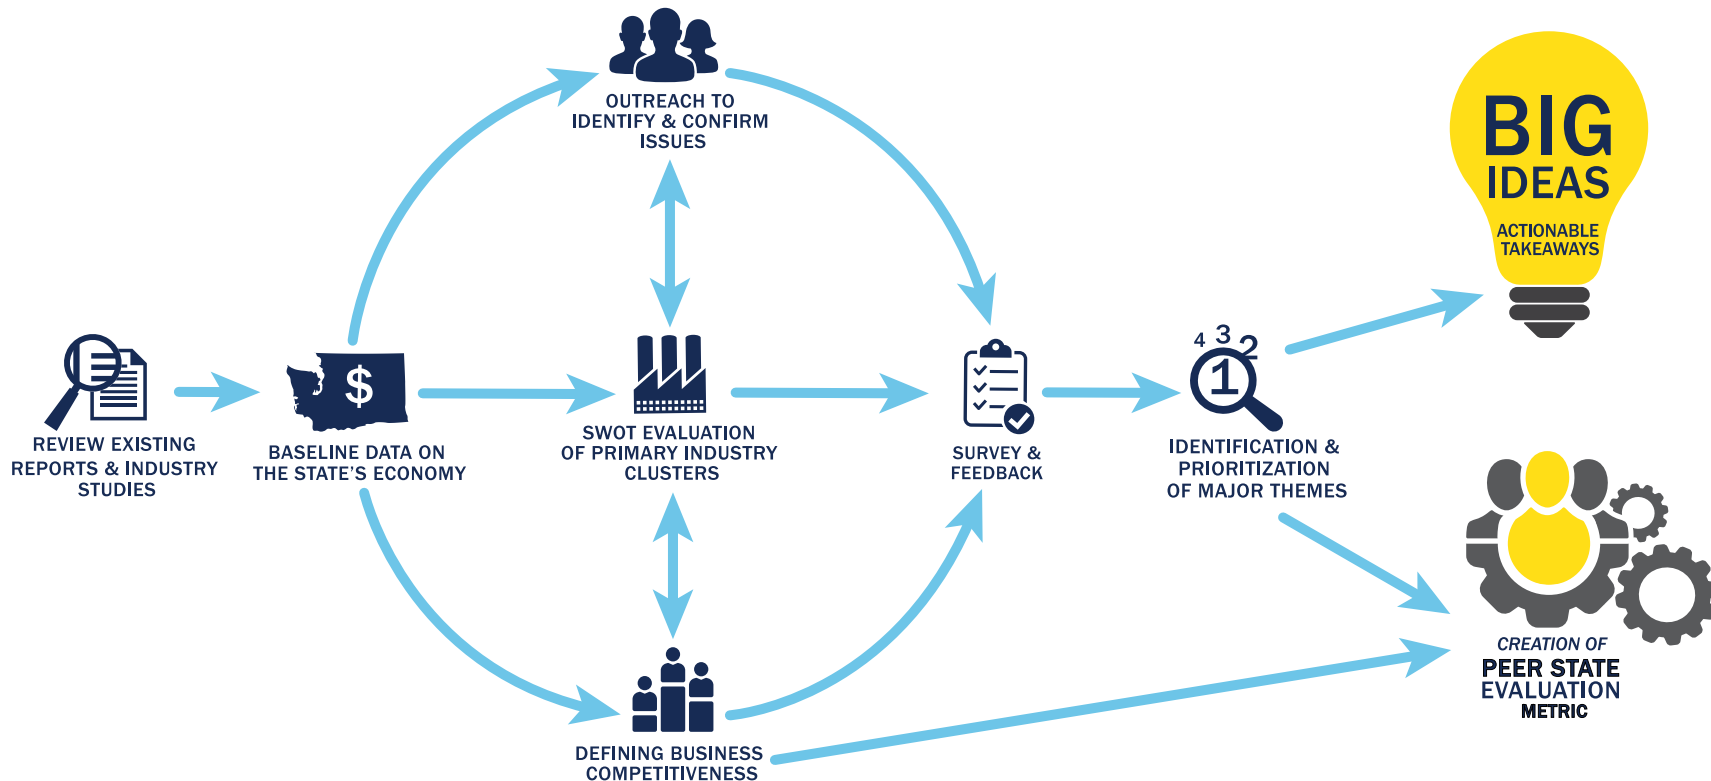 OUTREACH TO
IDENTIFY & CONFIRM
ISSUES
BIG
IDEAS
ACTIONABLE
TAKEAWAYS
REVIEW EXISTING
REPORTS & INDUSTRY
STUDIES
$
BASELINE DATA ON
THE STATE'S ECONOMY
SWOT EVALUATION
OF PRIMARY INDUSTRY
CLUSTERS
SURVEY &
FEEDBACK
4 3 2
1
IDENTIFICATION &
PRIORITIZATION
OF MAJOR THEMES
CREATION OF
PEER STATE
EVALUATION
METRIC
DEFINING BUSINESS
COMPETITIVENESS